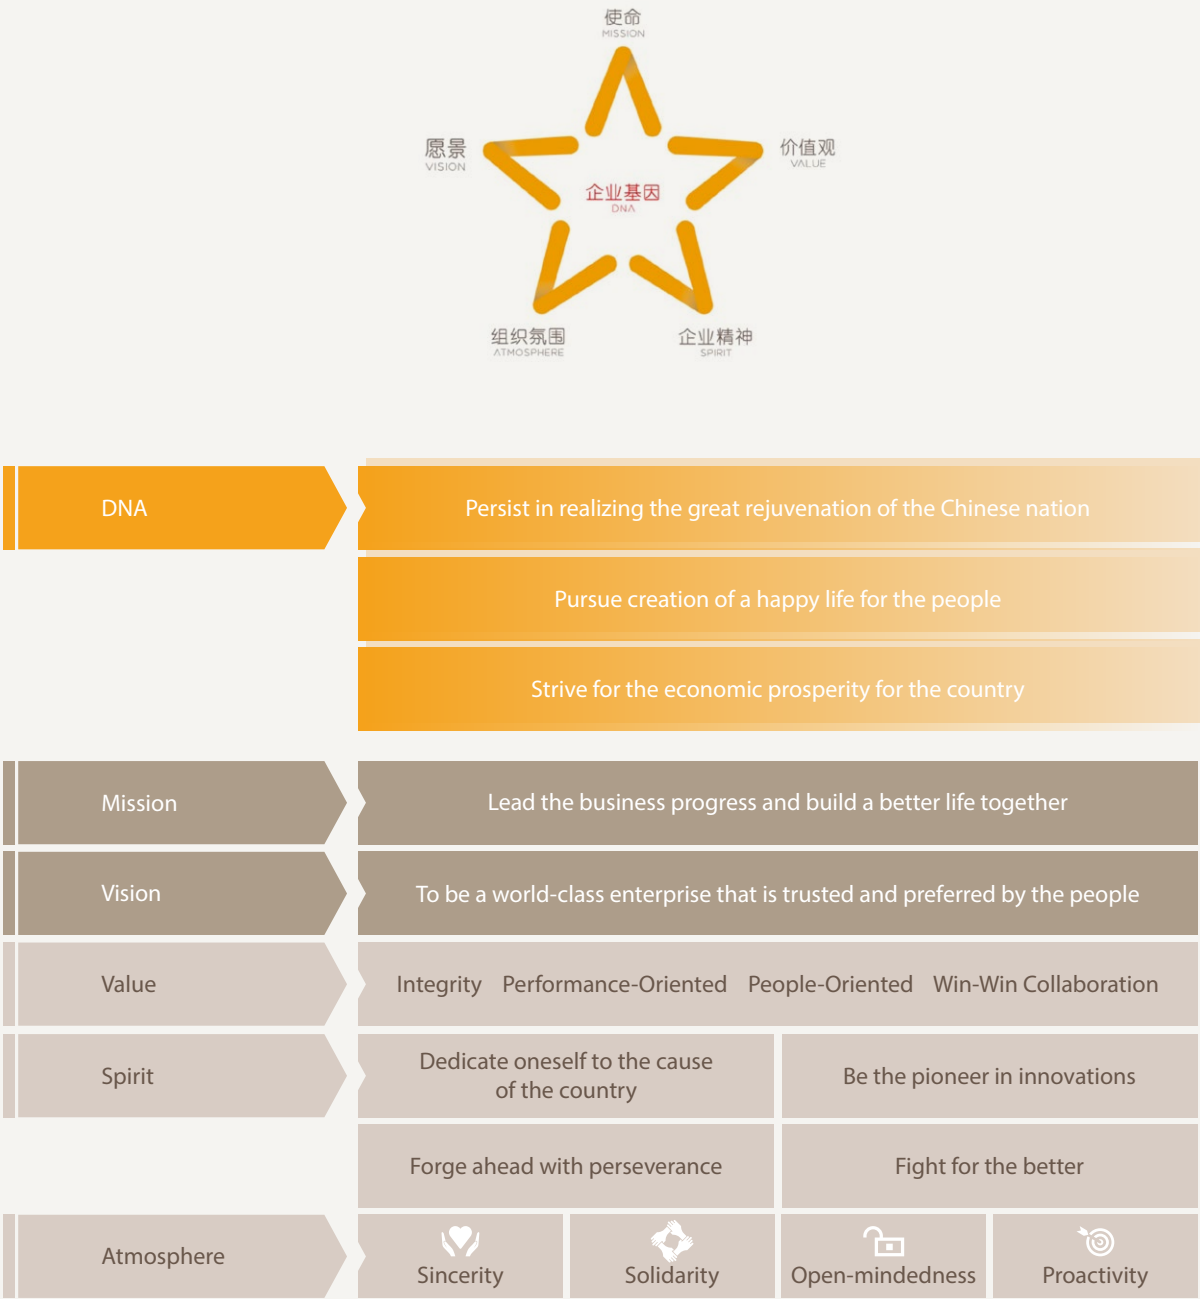 使命
MISSION
愿景
VISION
价值观
VALUE
企业基因
DNA
组织氛围
ATMOSPHERE
企业精神
SPIRIT
DNA
Persist in realizing the great rejuvenation of the Chinese nation
Pursue creation of a happy life for the people
Strive for the economic prosperity for the country
Mission
Lead the business progress and build a better life together
Vision
To be a world-class enterprise that is trusted and preferred by the people
Value
Integrity Performance-Oriented People-Oriented Win-Win Collaboration
Spirit
Dedicate oneself to the cause
of the country
Be the pioneer in innovations
Forge ahead with perseverance
Fight for the better
Atmosphere
Sincerity
Solidarity
Open-mindedness
Proactivity